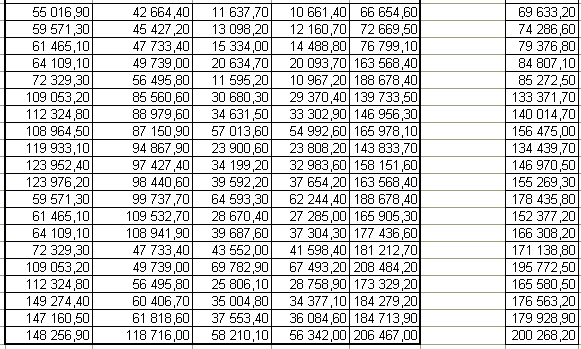 55 016,90 42 664,40 11 637,70 10 661,40 66 654,60 69 633,20
59 571,30 45 427,20 13 098,20 12 160,70 72 669,50 74 286,60
61 465,10 47 733,40 15 334,00 14 488,80 76 799,10 79 376,80
64 109,10 49 739,00 20 634,70 20 093,70 163 568,40 84 807,10
72 329,30 56 495,80 11 595,20 10 967,20 188 678,40 85 272,50
109 053,20 85 560,60 30 680,30 29 370,40 139 733,50 133 371,70
112 324,80 88 979,60 34 631,50 33 302,90 146 956,30 140 014,70
108 964,50 87 150,90 57 013,60 54 992,60 165 978,10 156 475,00
119 933,10 94 867,90 23 900,60 23 808,20 143 833,70 134 439,70
123 952,40 97 427,40 34 199,20 32 983,60 158 151,60 146 970,50
123 976,20 98 440,60 39 592,20 37 654,20 163 568,40 155 269,30
59 571,30 99 737,70 64 593,30 62 244,40 188 678,40 178 435,80
61 465,10 109 532,70 28 670,40 27 285,00 165 905,30 152 377,20
64 109,10 108 941,90 39 687,60 37 304,30 177 436,60 166 308,20
72 329,30 47 733,40 43 552,00 41 598,40 181 212,70 171 138,80
109 053,20 49 739,00 69 782,90 67 493,20 208 484,20 195 772,50
112 324,80 56 495,80 25 806,10 28 758,90 173 329,20 165 580,50
149 274,40 60 406,70 35 004,80 34 377,10 184 279,20 176 563,20
147 160,50 61 818,60 37 553,40 36 084,60 184 713,90 179 928,90
148 256,90 118 716,00 58 210,10 56 342,00 206 467,00 200 268,20